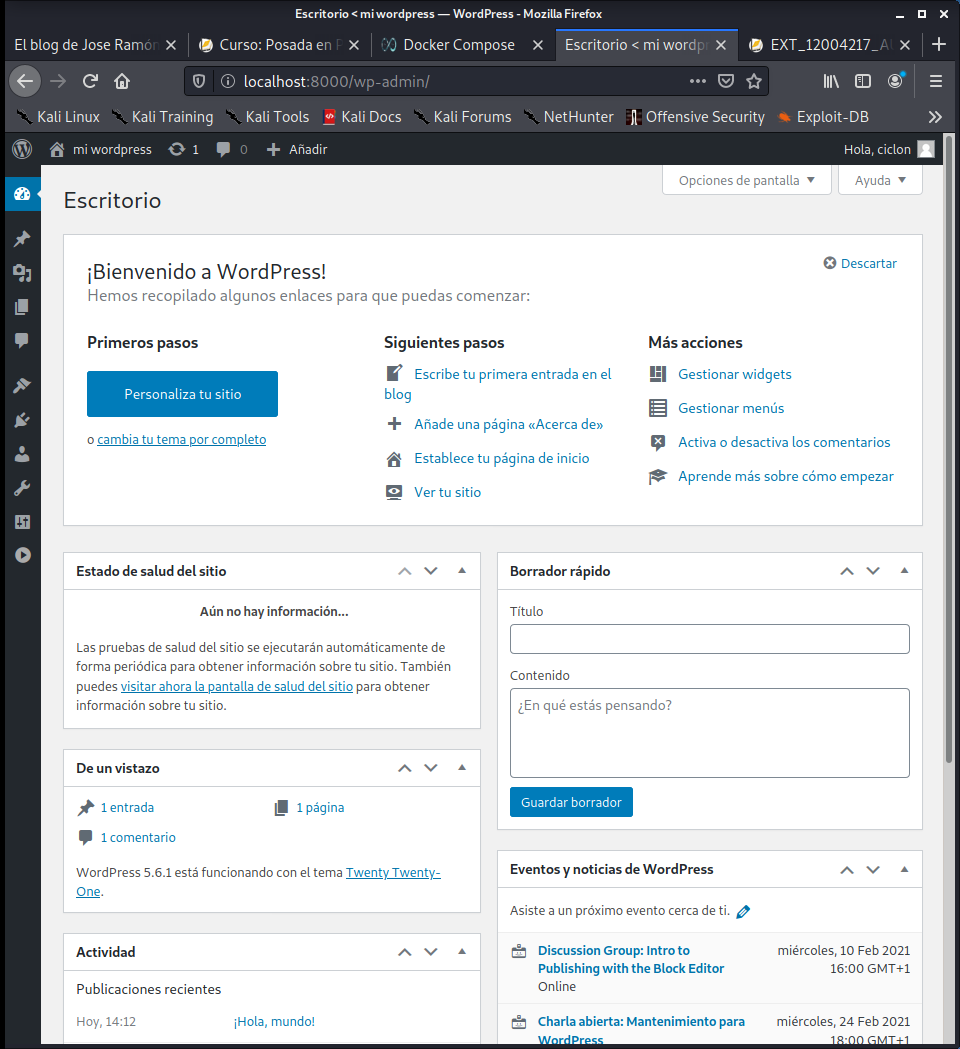 Escritorio < mi wordpress — WordPress - Mozilla Firefox
El blog de Jose Ramón
Curso: Posada en P
Docker Compose
Escritorio < mi wordpr
EXT_12004217_A
localhost:8000/wp-admin/
Kali Linux
Kali Training
Kali Tools
Kali Docs
Kali Forums
NetHunter
Offensive Security
Exploit-DB
mi wordpress
1
0
Añadir
Hola, ciclon
Opciones de pantalla
Ayuda
Escritorio
¡Bienvenido a WordPress!
Descartar
Hemos recopilado algunos enlaces para que puedas comenzar:
Primeros pasos
Personaliza tu sitio
o cambia tu tema por completo
Siguientes pasos
Escribe tu primera entrada en el
blog
Añade una página «Acerca de»
Establece tu página de inicio
Ver tu sitio
Más acciones
Gestionar widgets
Gestionar menús
Activa o desactiva los comentarios
Aprende más sobre cómo empezar
Estado de salud del sitio
Aún no hay información...
Las pruebas de salud del sitio se ejecutarán automáticamente de
forma periódica para obtener información sobre tu sitio. También
puedes visitar ahora la pantalla de salud del sitio para obtener
información sobre tu sitio.
De un vistazo
1 entrada
1 página
1 comentario
WordPress 5.6.1 está funcionando con el tema Twenty Twenty-
One.
Actividad
Publicaciones recientes
Hoy, 14:12
¡Hola, mundo!
Borrador rápido
Título
Contenido
¿En qué estás pensando?
Guardar borrador
Eventos y noticias de WordPress
Asiste a un próximo evento cerca de ti.
Discussion Group: Intro to
Publishing with the Block Editor
Online
miércoles, 10 Feb 2021
16:00 GMT+1
Charla abierta: Mantenimiento para
WordPress
miércoles, 24 Feb 2021
18:00 GMT+1